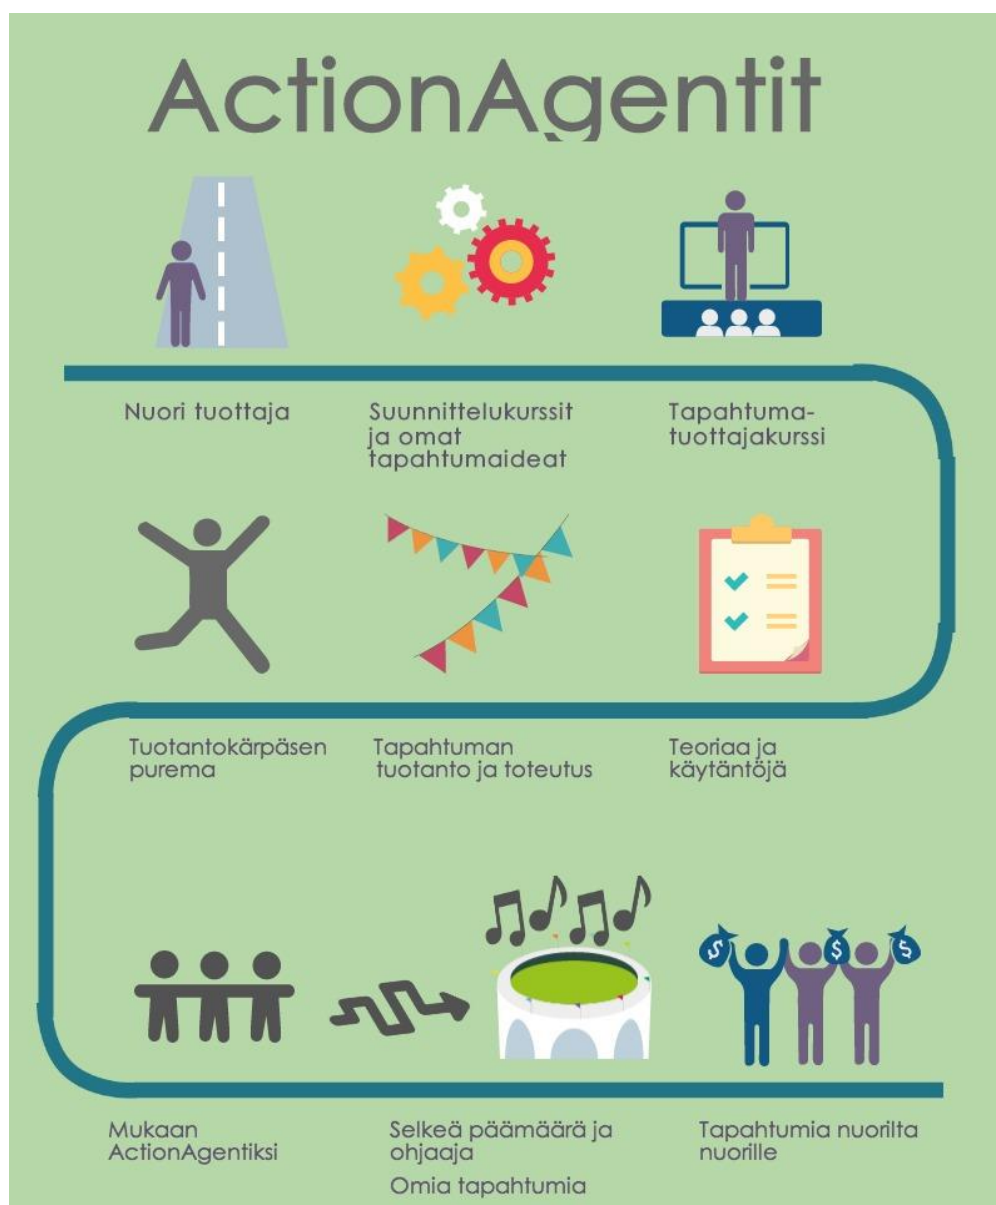 ActionAgentit
Nuori tuottaja
Suunnittelukurssit
ja omat
tapahtumaideat
Tapahtuma-
tuottajakurssi
Tuotantokärpäsen
purema
Tapahtuman
tuotanto ja toteutus
Teoriaa ja
käytäntöjä
$ $ $
Mukaan
ActionAgentiksi
Selkeä päämäärä ja
ohjaaja
Omia tapahtumia
Tapahtumia nuorilta
nuorille